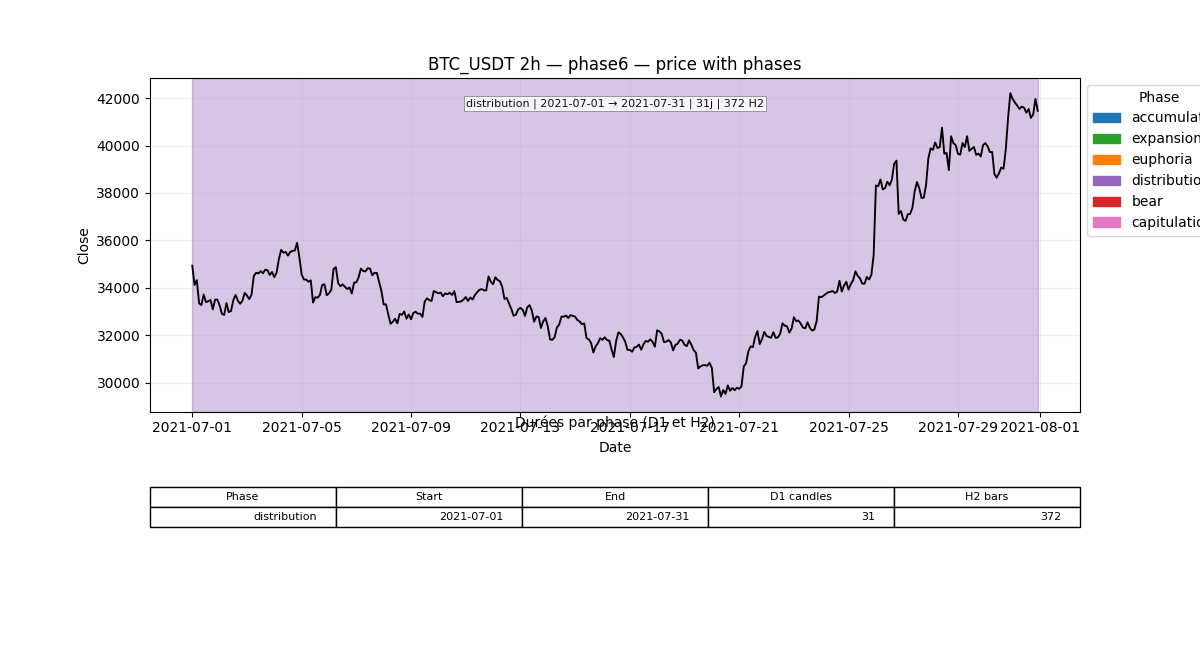 BTC_USDT 2h — phase6 — price with phases
distribution | 2021-07-01 → 2021-07-31 | 31j | 372 H2
Close
42000
40000
38000
36000
34000
32000
30000
Phase
accumulat
expansion
euphoria
distributio
bear
capitulatio
Durées par phase (D1 et H2)
2021-07-01 2021-07-05 2021-07-09 2021-07-13 2021-07-17 2021-07-21 2021-07-25 2021-07-29 2021-08-01
Date
Phase Start End D1 candles H2 bars
distribution 2021-07-01 2021-07-31 31 372